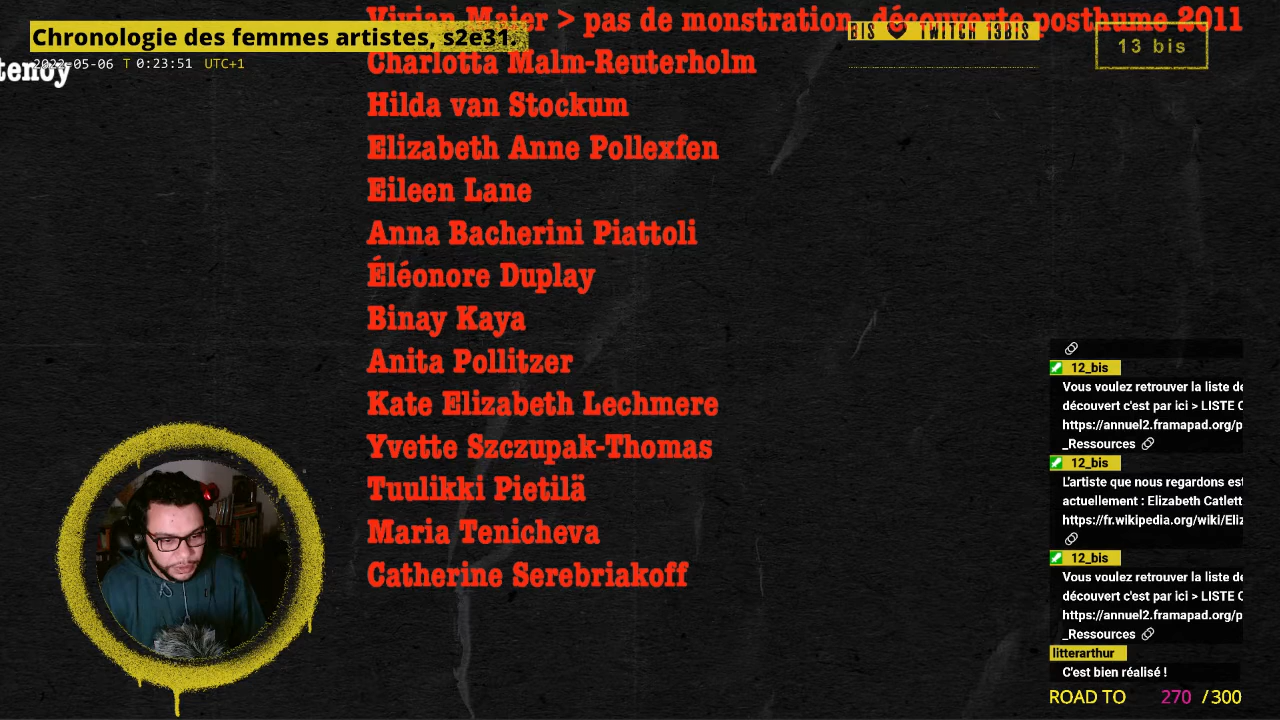 Vivian Maier > pas de monstration, découverte posthume 2011
Chronologie des femmes artistes, s2e31.
BIS TWITCH 13BIS
13 bis
2022-05-06 T 0:23:51 UTC+1
tenoy
Charlotta Malm-Reuterholm
Hilda van Stockum
Elizabeth Anne Pollexfen
Eileen Lane
Anna Bacherini Piattoli
Éléonore Duplay
Binay Kaya
Anita Pollitzer
Kate Elizabeth Lechmere
Yvette Szczupak-Thomas
Tuulikki Pietilä
Maria Tenicheva
Catherine Serebriakoff
12_bis
Vous voulez retrouver la liste de
découvert c'est par ici > LISTE C
https://annuel2.framapad.org/p
_Ressources
12_bis
L'artiste que nous regardons est
actuellement : Elizabeth Catlett
https://fr.wikipedia.org/wiki/Eliz
12_bis
Vous voulez retrouver la liste de
découvert c'est par ici > LISTE C
https://annuel2.framapad.org/p
_Ressources
litterarthur
C'est bien réalisé !
ROAD TO 270 /300